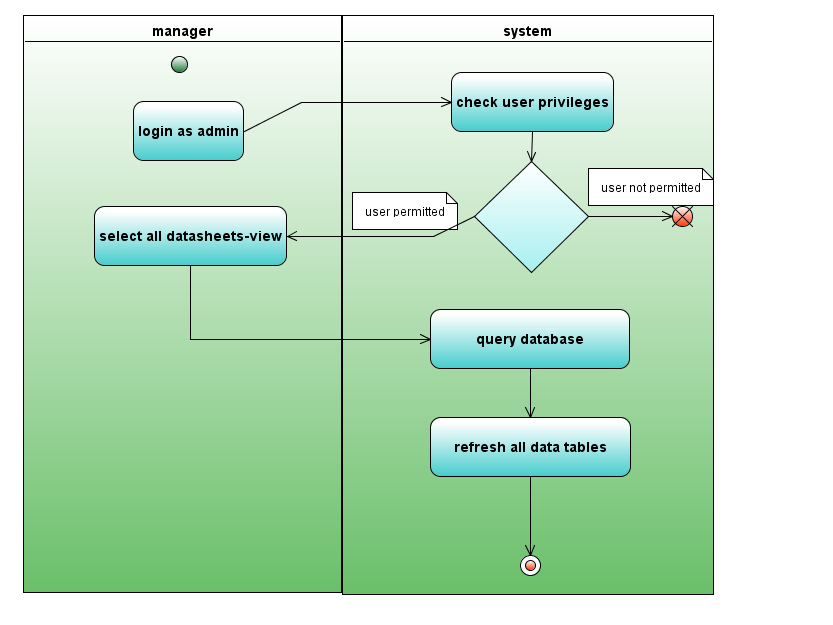 manager
system
login as admin
check user privileges
user permitted
user not permitted
select all datasheets-view
query database
refresh all data tables